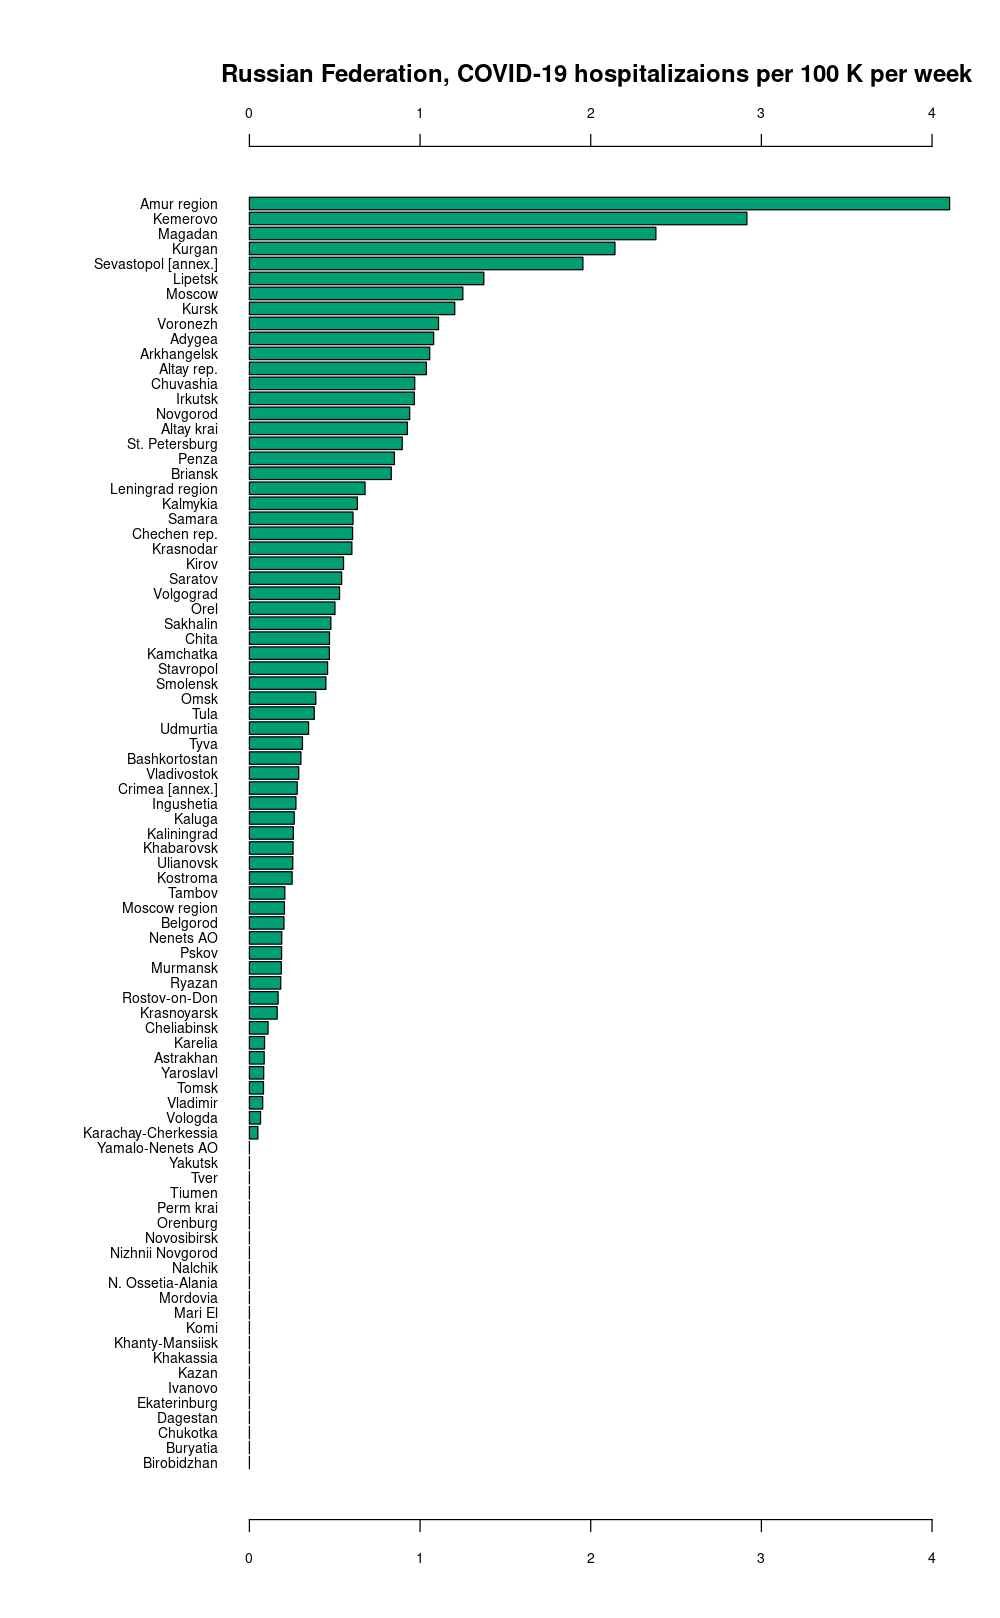 Russian Federation, COVID-19 hospitalizaions per 100 K per week
0 1 2 3 4
Amur region
Kemerovo
Magadan
Kurgan
Sevastopol [annex.]
Lipetsk
Moscow
Kursk
Voronezh
Adygea
Arkhangelsk
Altay rep.
Chuvashia
Irkutsk
Novgorod
Altay krai
St. Petersburg
Penza
Briansk
Leningrad region
Kalmykia
Samara
Chechen rep.
Krasnodar
Kirov
Saratov
Volgograd
Orel
Sakhalin
Chita
Kamchatka
Stavropol
Smolensk
Omsk
Tula
Udmurtia
Tyva
Bashkortostan
Vladivostok
Crimea [annex.]
Ingushetia
Kaluga
Kaliningrad
Khabarovsk
Ulianovsk
Kostroma
Tambov
Moscow region
Belgorod
Nenets AO
Pskov
Murmansk
Ryazan
Rostov-on-Don
Krasnoyarsk
Cheliabinsk
Karelia
Astrakhan
Yaroslavl
Tomsk
Vladimir
Vologda
Karachay-Cherkessia
Yamalo-Nenets AO
Yakutsk
Tver
Tiumen
Perm krai
Orenburg
Novosibirsk
Nizhnii Novgorod
Nalchik
N. Ossetia-Alania
Mordovia
Mari El
Komi
Khanty-Mansiisk
Khakassia
Kazan
Ivanovo
Ekaterinburg
Dagestan
Chukotka
Buryatia
Birobidzhan
0 1 2 3 4